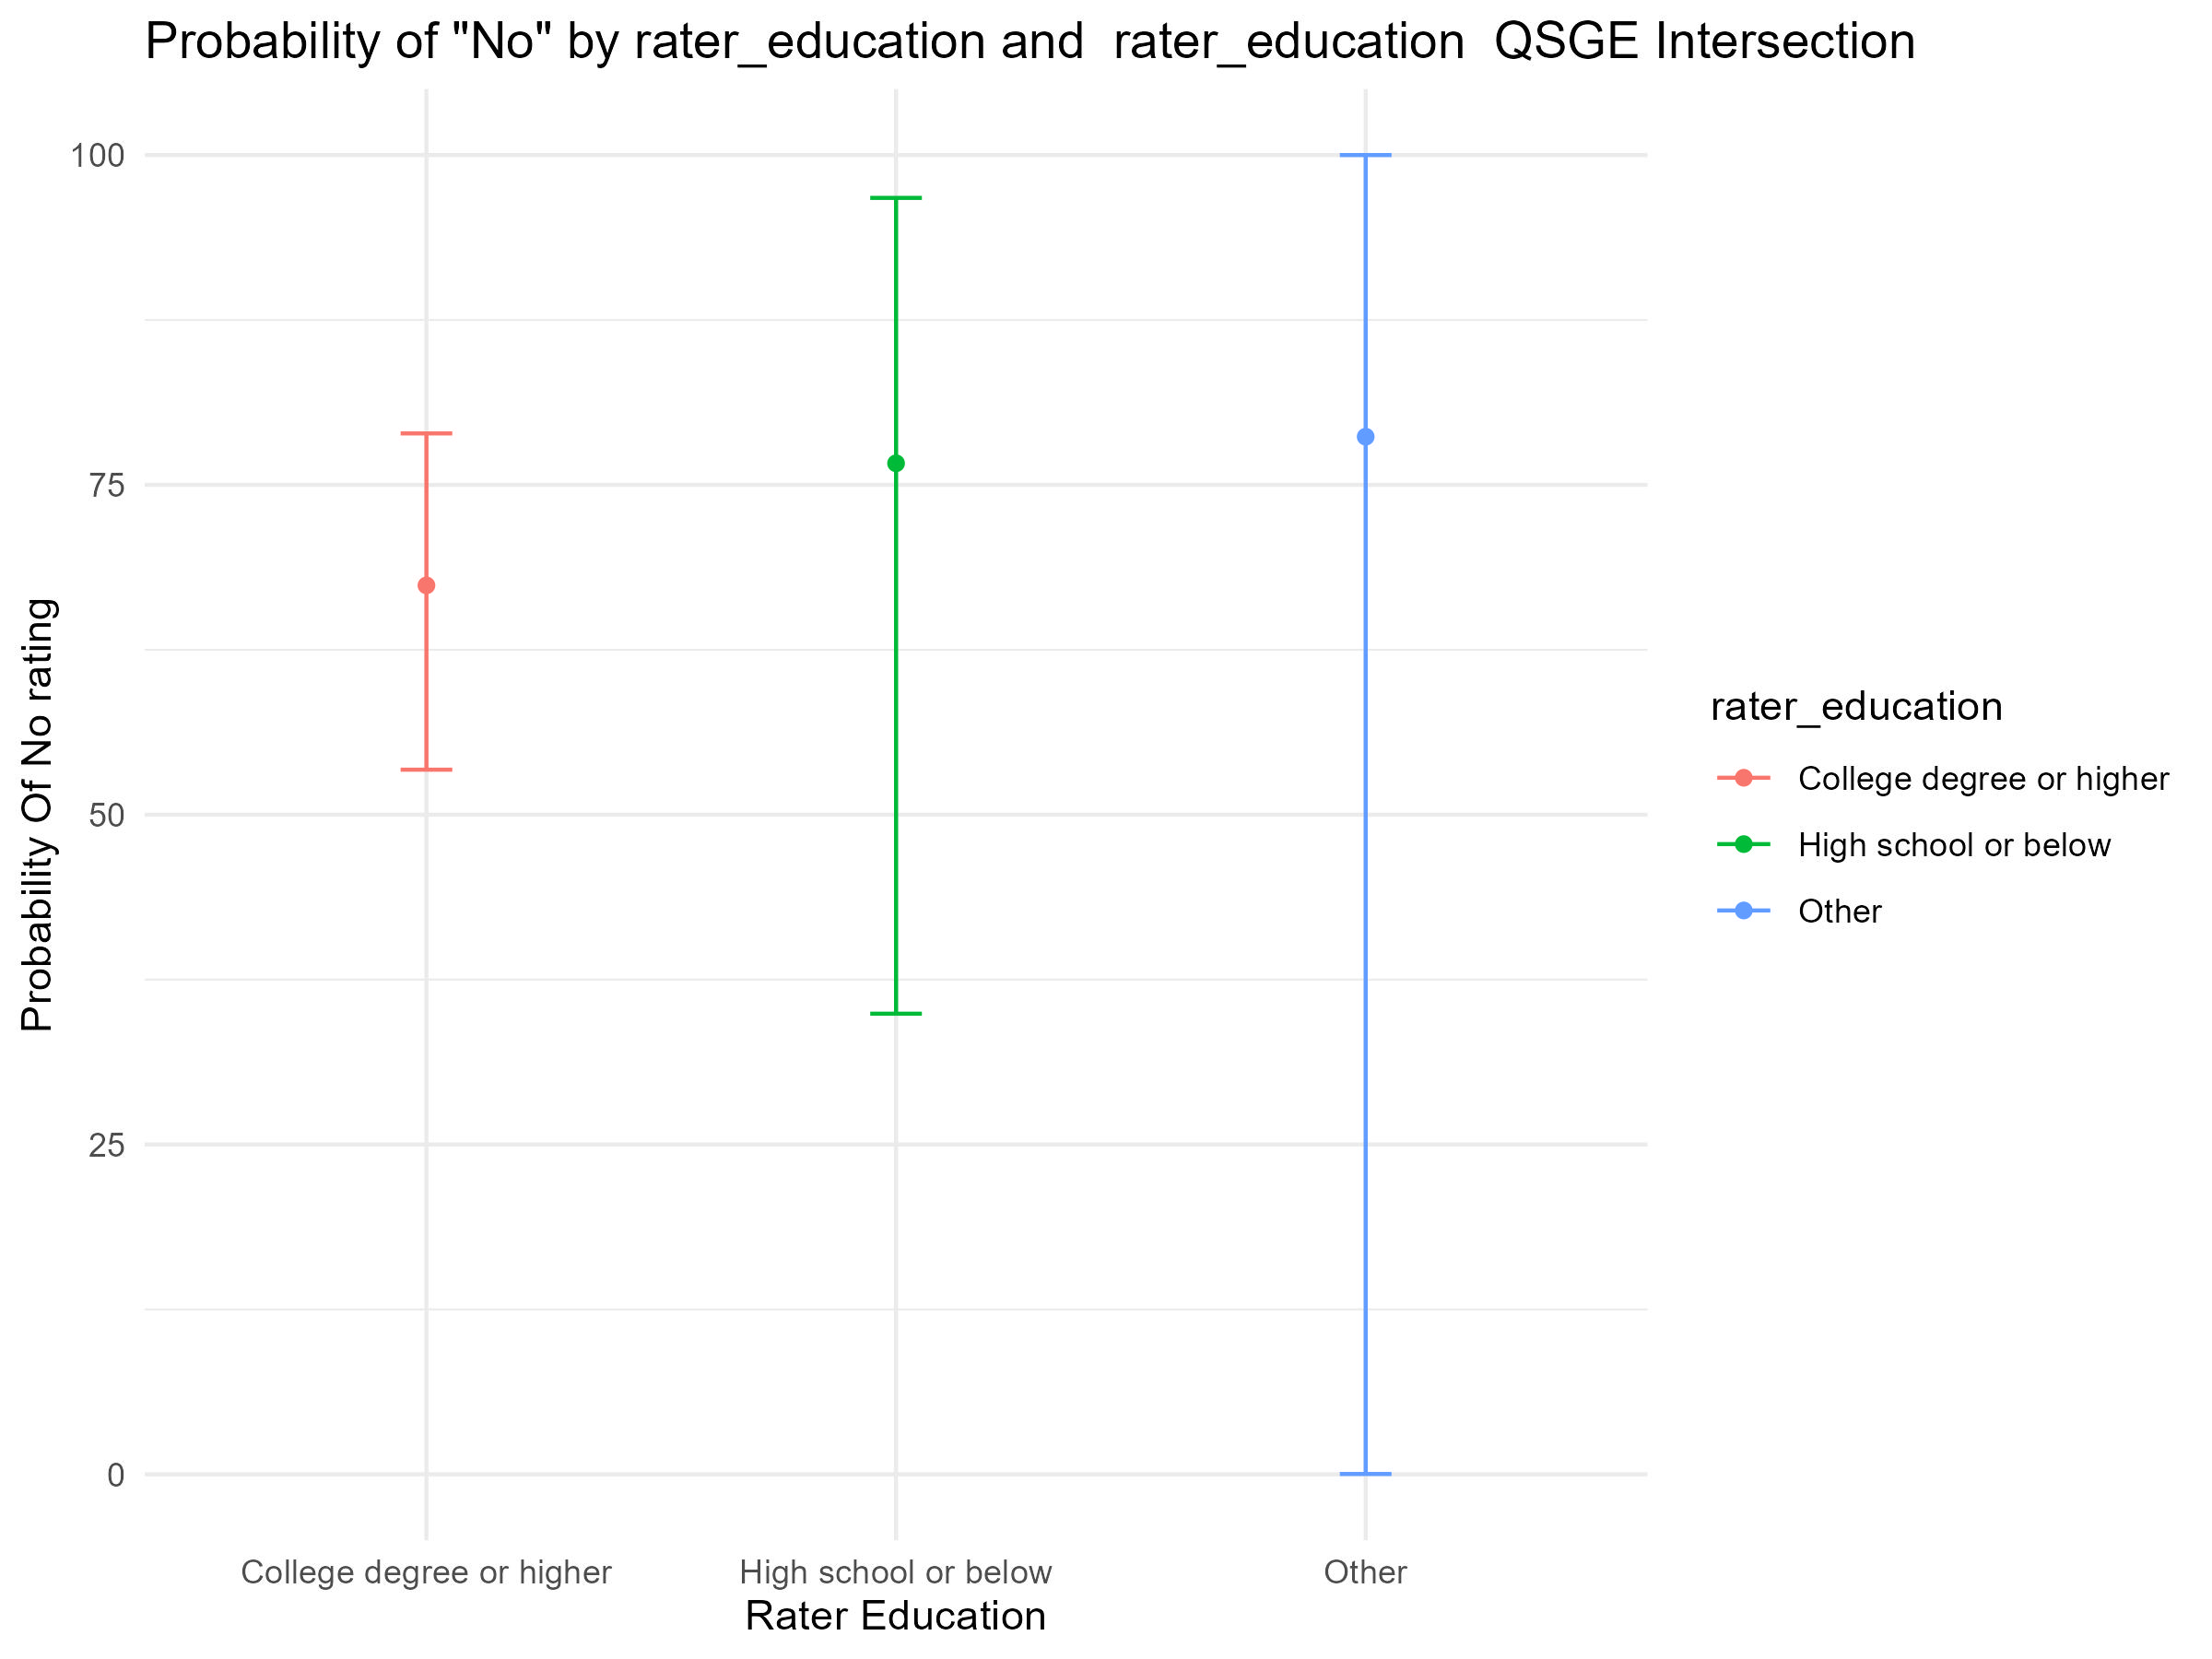 Probability of "No" by rater_education and  rater_education  QSGE Intersection
Probability Of No rating
100
75
50
25
0
College degree or higher
High school or below
Other
Rater Education
rater_education
College degree or higher
High school or below
Other